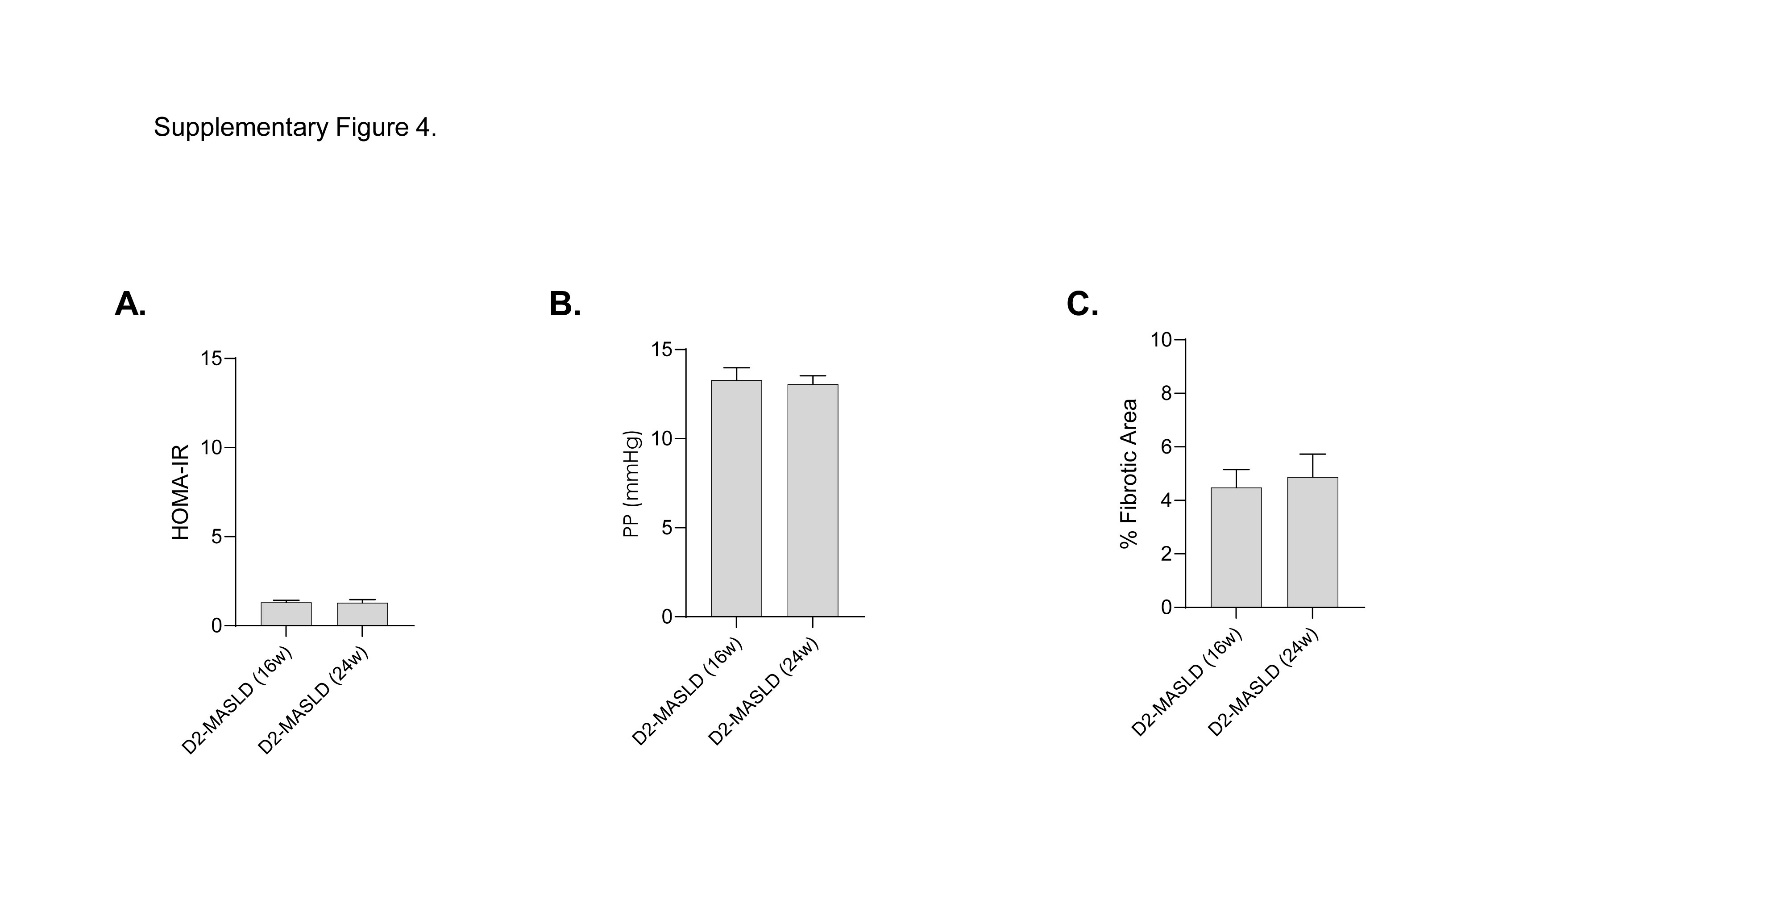 Supplementary Figure 4.
A.
15
10
5
0
HOMA-IR
D2-MASLD (16w)
D2-MASLD (24w)
B.
15
10
5
0
PP (mmHg)
D2-MASLD (16w)
D2-MASLD (24w)
C.
10
8
6
4
2
0
% Fibrotic Area
D2-MASLD (16w)
D2-MASLD (24w)